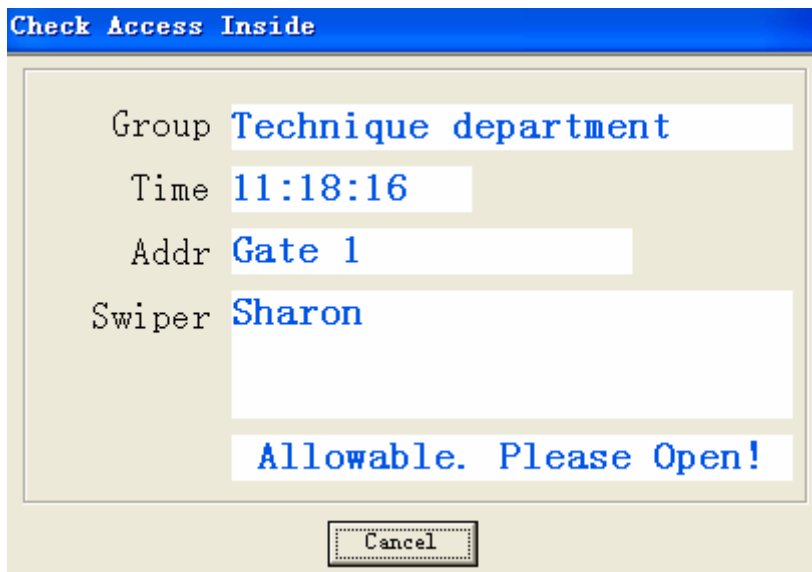 Check Access Inside
Group Technique department
Time 11:18:16
Addr Gate 1
Swiper Sharon
Allowable. Please Open!
Cancel